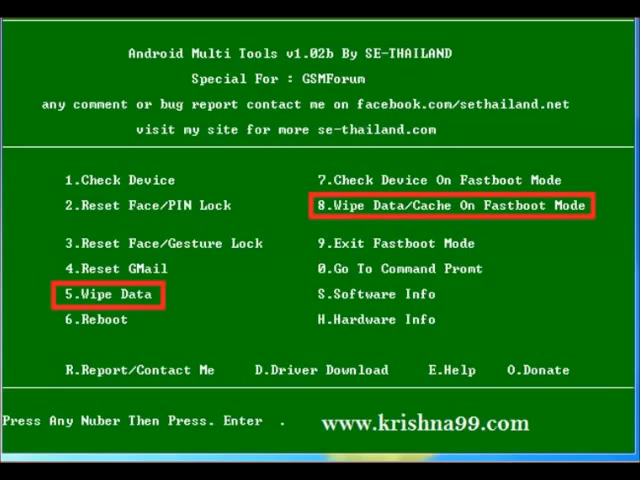 Android Multi Tools v1.02b By SE-THAILAND
Special For : GSMForum
any comment or bug report contact me on facebook.com/sethailand.net
visit my site for more se-thailand.com
1.Check Device
7.Check Device On Fastboot Mode
2.Reset Face/PIN Lock
8.Wipe Data/Cache On Fastboot Mode
3.Reset Face/Gesture Lock
9.Exit Fastboot Mode
4.Reset GMail
0.Go To Command Promt
5.Wipe Data
S.Software Info
6.Reboot
H.Hardware Info
R.Report/Contact Me D.Driver Download E.Help O.Donate
Press Any Nuber Then Press. Enter .
www.krishna99.com